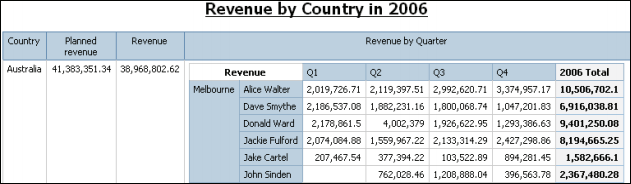 Revenue by Country in 2006
Country Planned revenue Revenue Revenue by Quarter
Australia 41,383,351.34 38,968,802.62
Revenue Q1 Q2 Q3 Q4 2006 Total
Melbourne Alice Walter 2,019,726.71 2,119,397.51 2,992,620.71 3,374,957.17 10,506,702.1
Dave Smythe 2,186,537.08 1,882,231.16 1,800,068.74 1,047,201.83 6,916,038.81
Donald Ward 2,178,861.5 4,002,379 1,926,622.95 1,293,386.63 9,401,250.08
Jackie Fulford 2,074,084.88 1,559,967.22 2,133,314.29 2,427,298.86 8,194,665.25
Jake Cartel 207,467.54 377,394.22 103,522.89 894,281.45 1,582,666.1
John Sinden 762,028.46 1,208,888.04 396,563.78 2,367,480.28